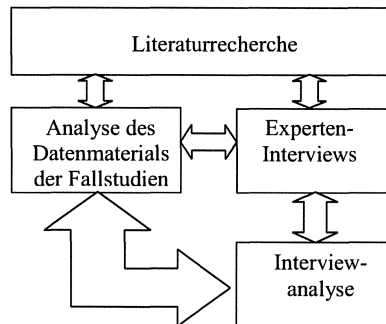 Literaturrecherche
Analyse des
Datenmaterials
der Fallstudien
Experten-
Interviews
Interview-
analyse